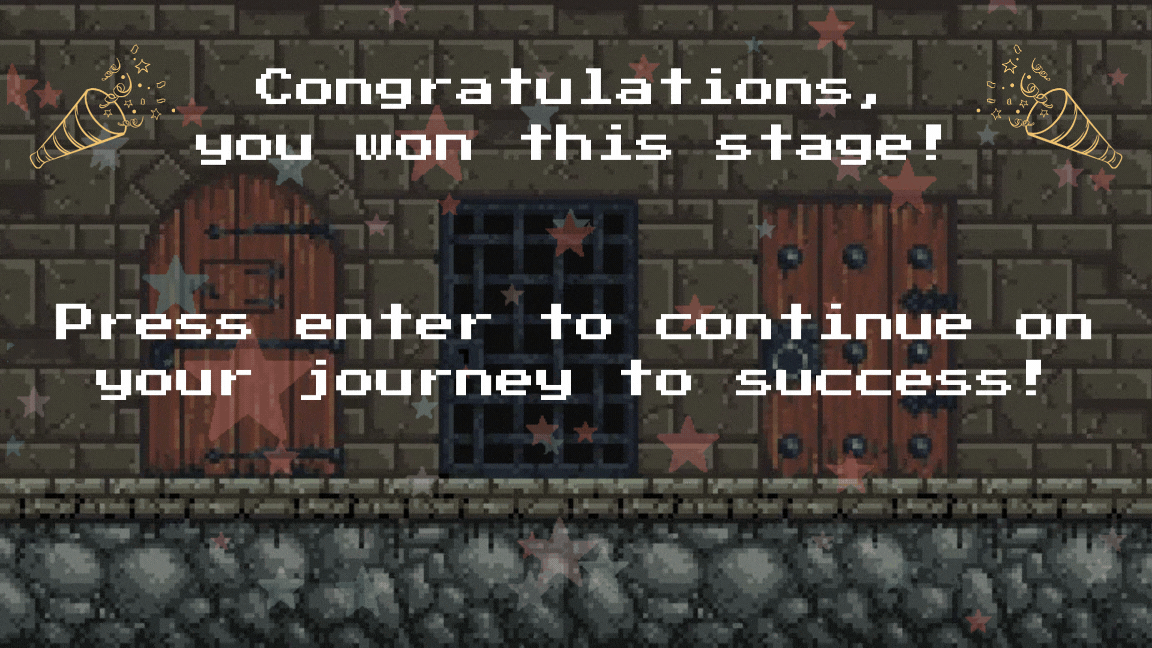 Congratulations,
you won this stage!
Press enter to continue on
your journey to success!